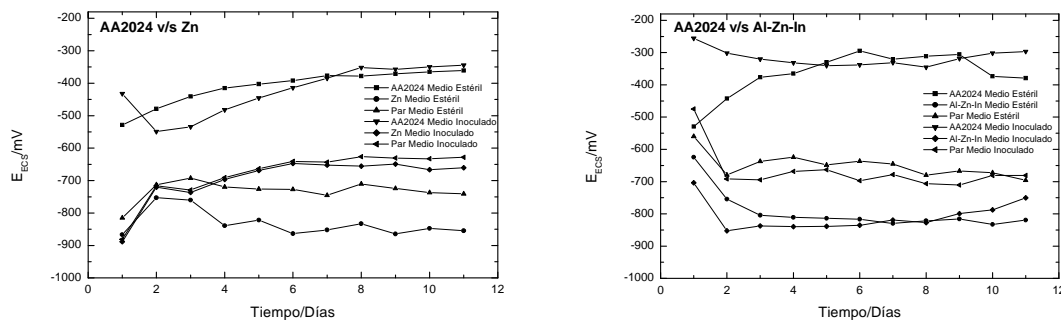 AA2024 v/s Zn
-300
-400
-500
-600
-700
-800
-900
-1000
E_ECS/mV
AA2024 Medio Estéril
Zn Medio Estéril
Par Medio Estéril
AA2024 Medio Inoculado
Zn Medio Inoculado
Par Medio Inoculado
0 2 4 6 8 10 12
Tiempo/Días
AA2024 v/s Al-Zn-In
-200
-300
-400
-500
-600
-700
-800
-900
-1000
E_ECS/mV
AA2024 Medio Estéril
Al-Zn-In Medio Estéril
Par Medio Estéril
AA2024 Medio Inoculado
Al-Zn-In Medio Inoculado
Par Medio Inoculado
0 2 4 6 8 10 12
Tiempo/Días